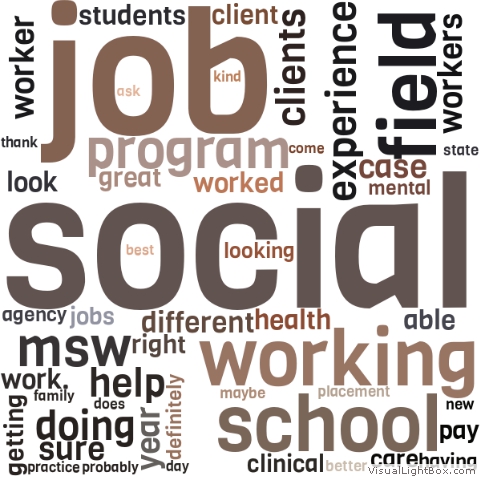 job
students
client
worker
ask
kind
clients
experience
field
workers
thank
program
come
state
look
great
worked
case
mental
social
best
looking
agency
jobs
different
health
able
msw
right
working
work
help
family
does
maybe
placement
getting
doing
year
definitely
school
new
pay
sure
practice
probably
day
clinical
better
care
having
VisualLightBox.com